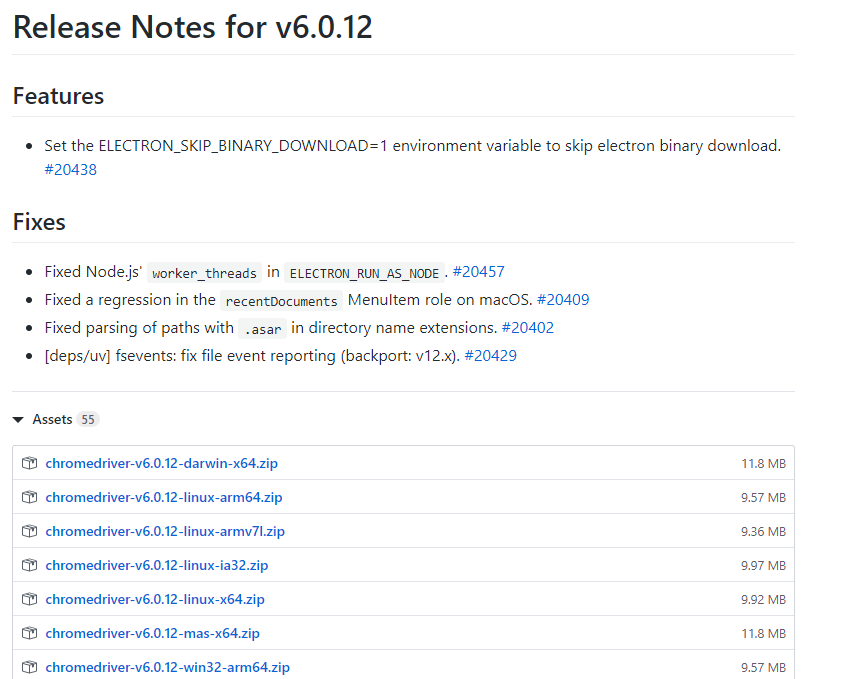 Release Notes for v6.0.12
Features
Set the ELECTRON_SKIP_BINARY_DOWNLOAD=1 environment variable to skip electron binary download.
#20438
Fixes
Fixed Node.js' worker_threads in ELECTRON_RUN_AS_NODE . #20457
Fixed a regression in the recentDocuments MenuItem role on macOS. #20409
Fixed parsing of paths with .asar in directory name extensions. #20402
[deps/uv] fsevents: fix file event reporting (backport: v12.x). #20429
Assets 55
chromedriver-v6.0.12-darwin-x64.zip 11.8 MB
chromedriver-v6.0.12-linux-arm64.zip 9.57 MB
chromedriver-v6.0.12-linux-armv7l.zip 9.36 MB
chromedriver-v6.0.12-linux-ia32.zip 9.97 MB
chromedriver-v6.0.12-linux-x64.zip 9.92 MB
chromedriver-v6.0.12-mas-x64.zip 11.8 MB
chromedriver-v6.0.12-win32-arm64.zip 9.57 MB